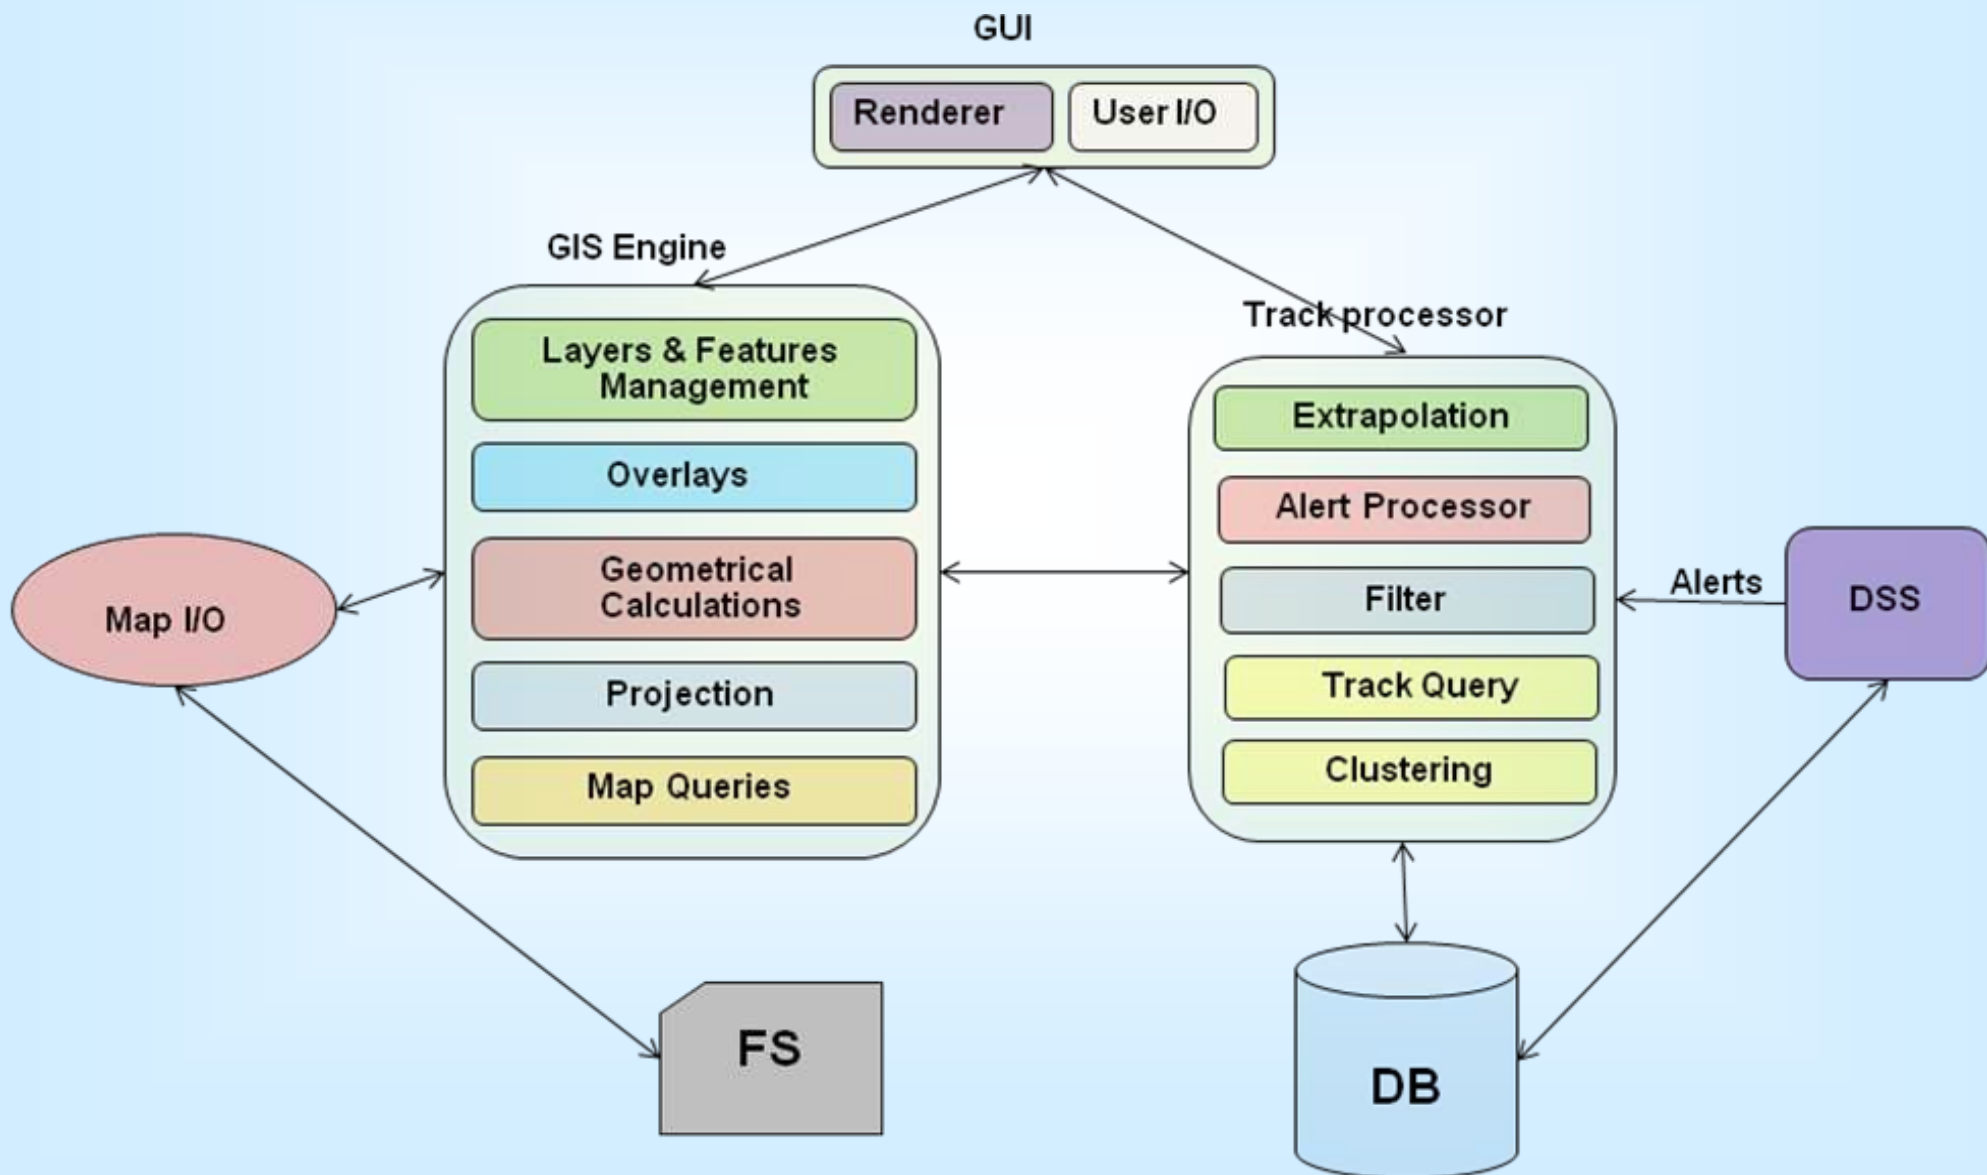 GUI
Renderer
User I/O
GIS Engine
Layers & Features
Management
Overlays
Geometrical
Calculations
Projection
Map Queries
Track processor
Extrapolation
Alert Processor
Filter
Track Query
Clustering
Map I/O
Alerts
DSS
FS
DB